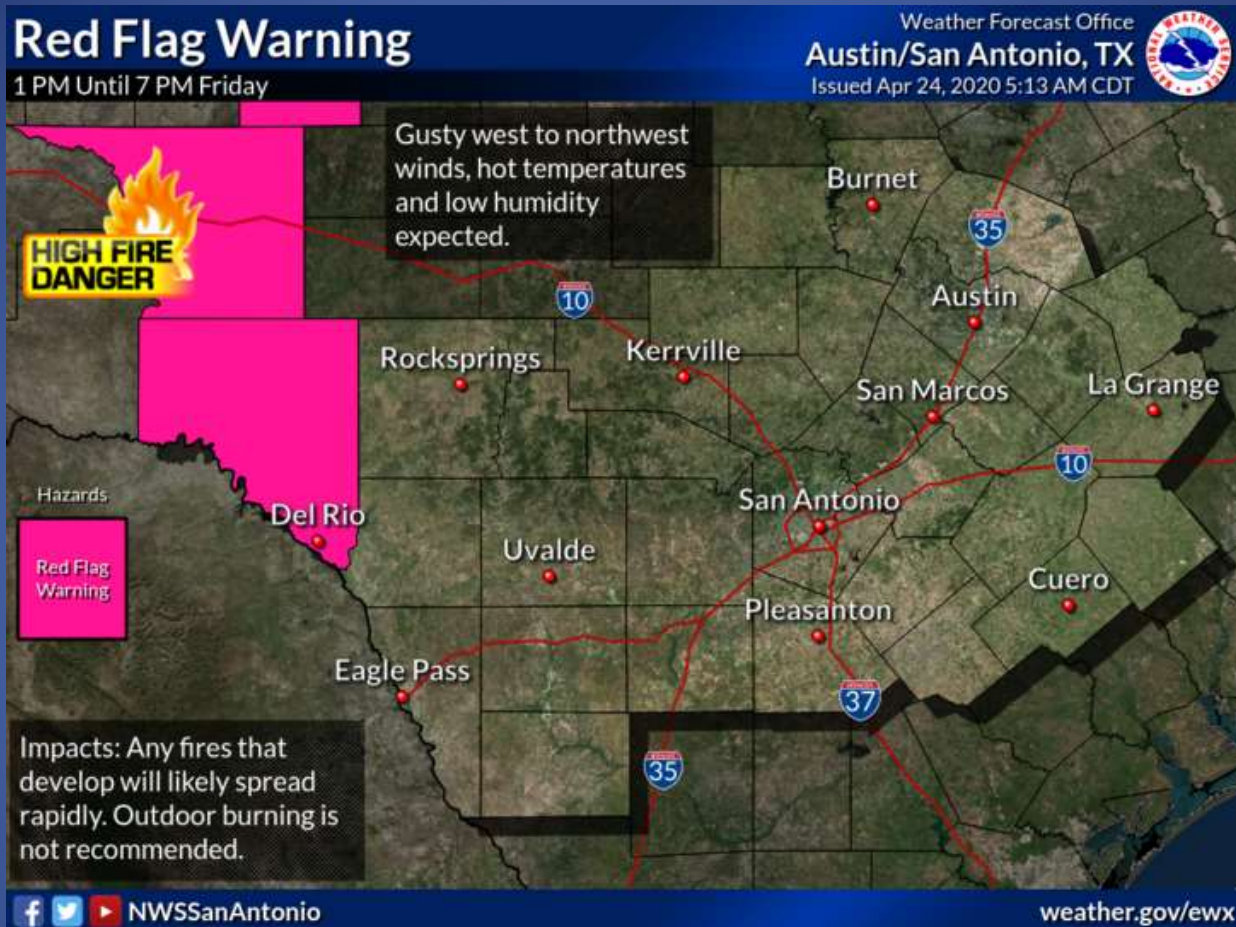 Red Flag Warning
1 PM Until 7 PM Friday
Weather Forecast Office
Austin/San Antonio, TX
Issued Apr 24, 2020 5:13 AM CDT
NATIONAL WEATHER SERVICE
Gusty west to northwest
winds, hot temperatures
and low humidity
expected.
HIGH FIRE
DANGER
Burnet
35
10
Austin
Rocksprings
Kerrville
San Marcos
La Grange
10
Hazards
Red Flag
Warning
Del Rio
San Antonio
Uvalde
Cuero
Pleasanton
Eagle Pass
37
35
Impacts: Any fires that
develop will likely spread
rapidly. Outdoor burning is
not recommended.
NWSSanAntonio
weather.gov/ewx